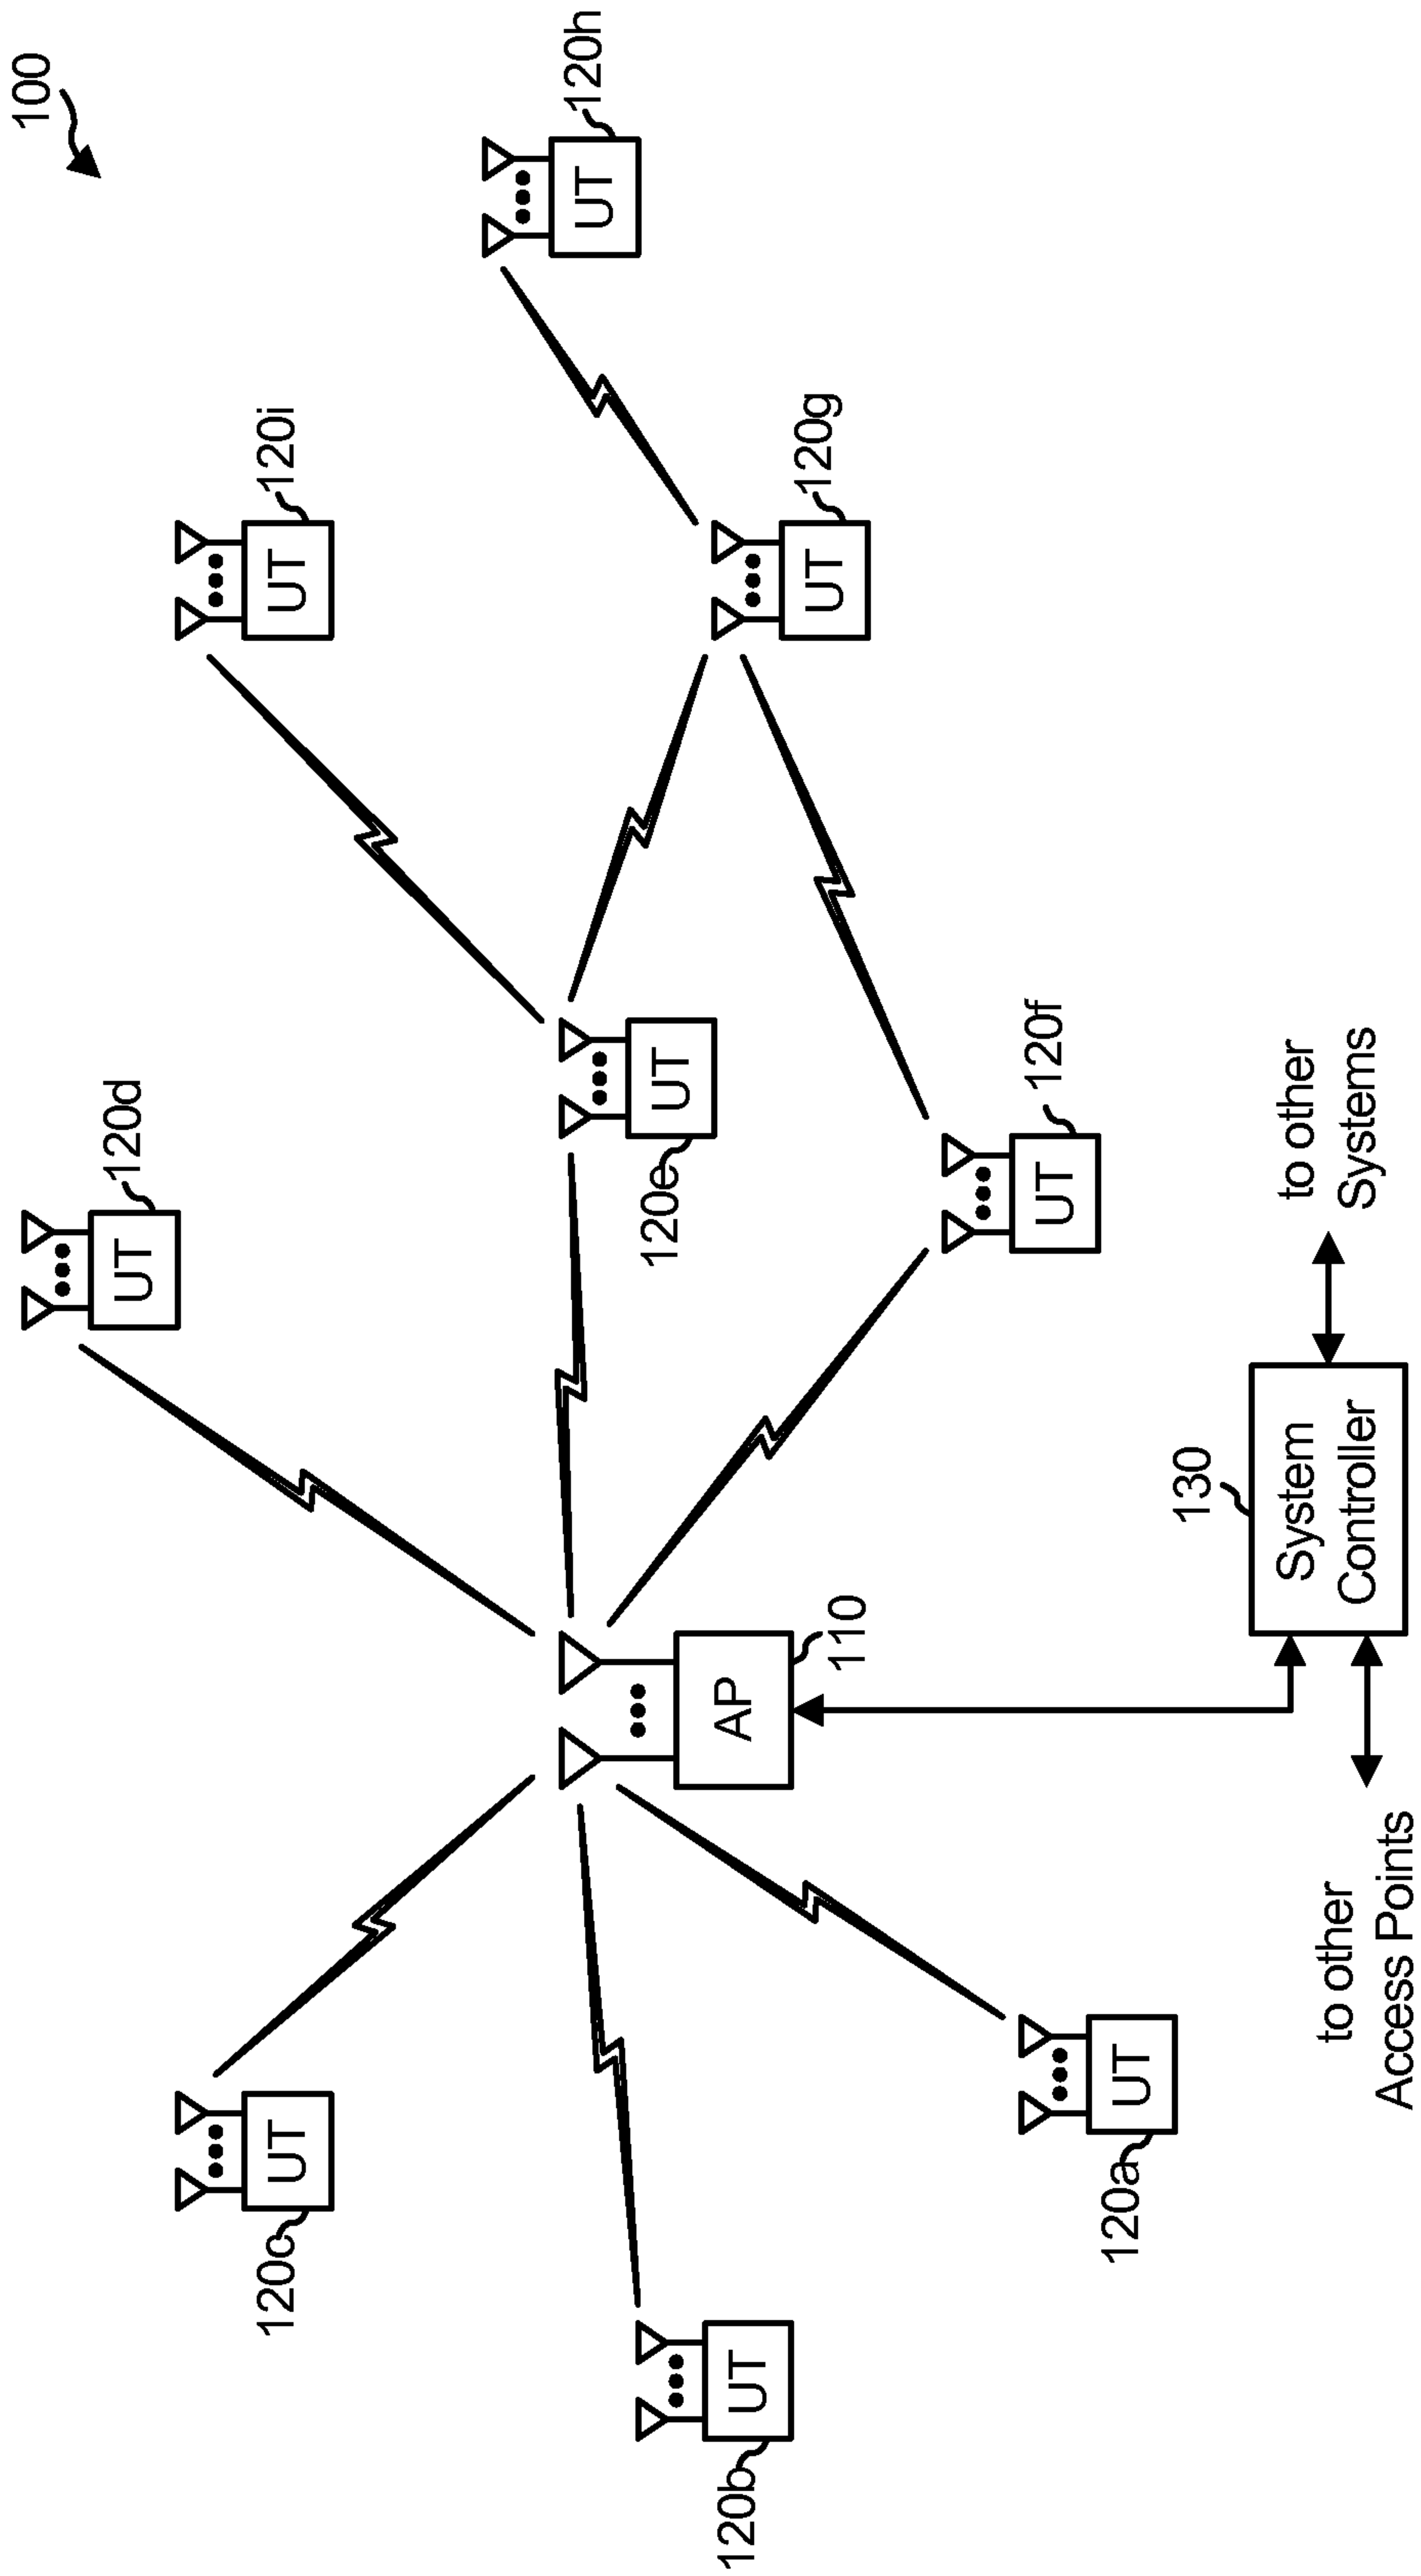 100
UT
120d
UT
120i
UT
120c
UT
120h
UT
120e
UT
120g
AP
110
UT
120b
UT
120f
UT
120a
130
System
Controller
to other
Systems
to other
Access Points